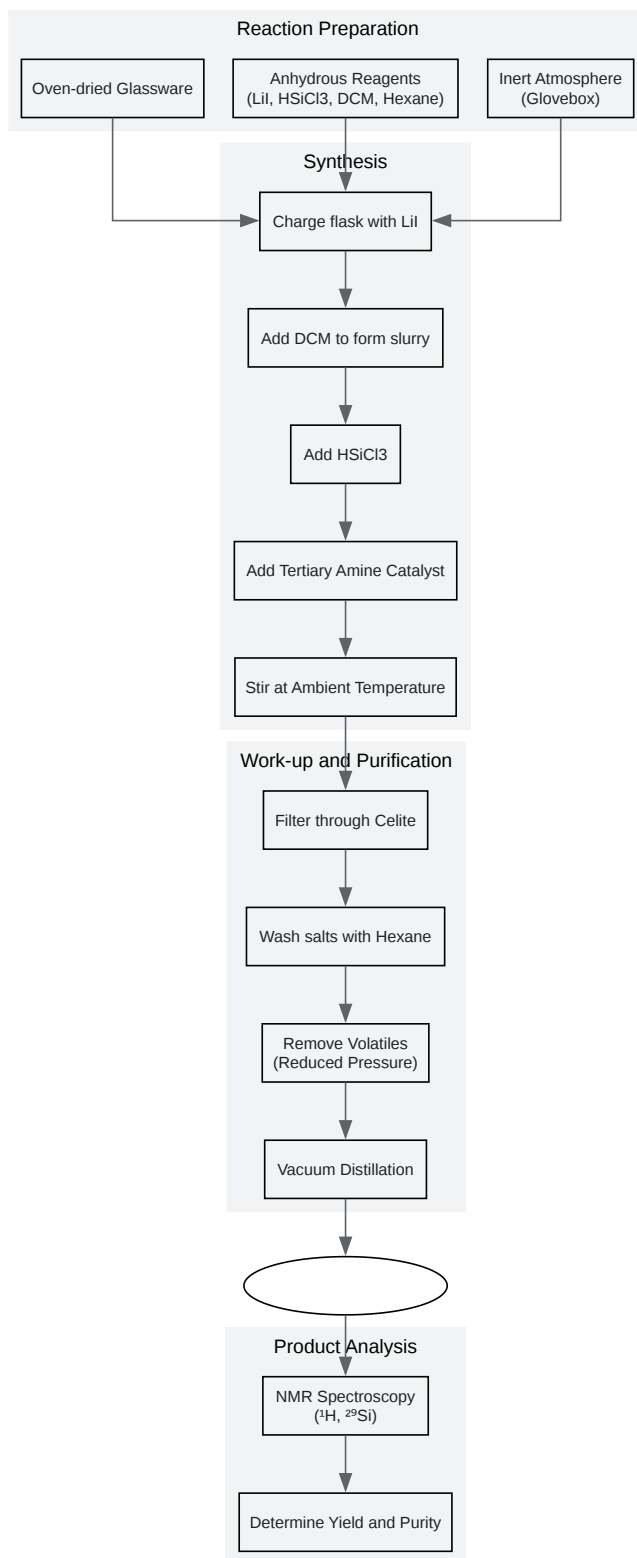 Reaction Preparation
Oven-dried Glassware
Anhydrous Reagents
(LiI, HSiCl3, DCM, Hexane)
Inert Atmosphere
(Glovebox)
Synthesis
Charge flask with LiI
Add DCM to form slurry
Add HSiCl3
Add Tertiary Amine Catalyst
Stir at Ambient Temperature
Work-up and Purification
Filter through Celite
Wash salts with Hexane
Remove Volatiles
(Reduced Pressure)
Vacuum Distillation
Product Analysis
NMR Spectroscopy
(¹H, ²⁹Si)
Determine Yield and Purity